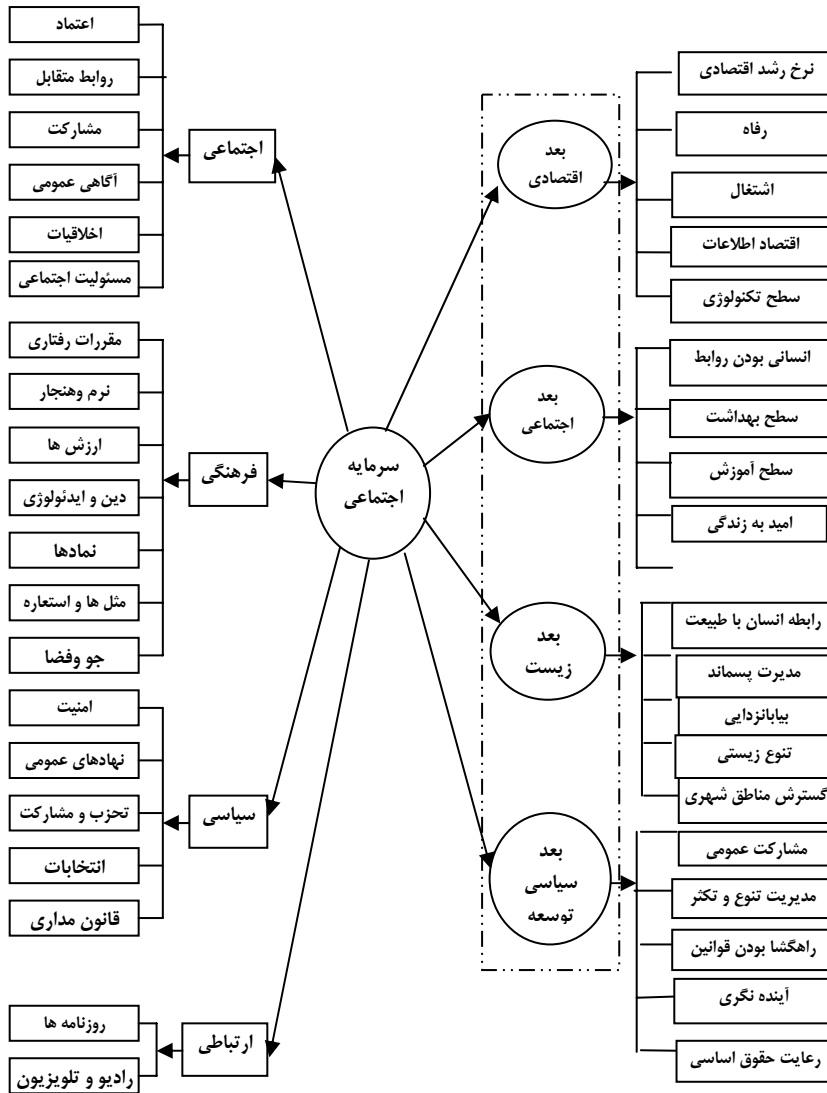 نرخ رشد اقتصادی
رفاه
اشتغال
اقتصاد اطلاعات
سطح تکنولوژی
بعد
اقتصادی
انسانی بودن روابط
سطح بهداشت
سطح آموزش
امید به زندگی
بعد
اجتماعی
رابطه انسان با طبیعت
مدیرت پسماند
بیابانزدایی
تنوع زیستی
گسترش مناطق شهری
بعد
زیست
مشارکت عمومی
مدیریت تنوع و تکثر
راهگشا بودن قوانین
آینده نگری
رعایت حقوق اساسی
بعد
سیاسی
توسعه
سرمایه
اجتماعی
اجتماعی
اعتماد
روابط متقابل
مشارکت
آگاهی عمومی
اخلاقیات
مسئولیت اجتماعی
فرهنگی
مقررات رفتاری
نرم وهنجار
ارزش ها
دین و ایدئولوژی
نمادها
مثل ها و استعاره
جو وفضا
سیاسی
امنیت
نهادهای عمومی
تحزب و مشارکت
انتخابات
قانون مداری
ارتباطی
روزنامه ها
رادیو و تلویزیون